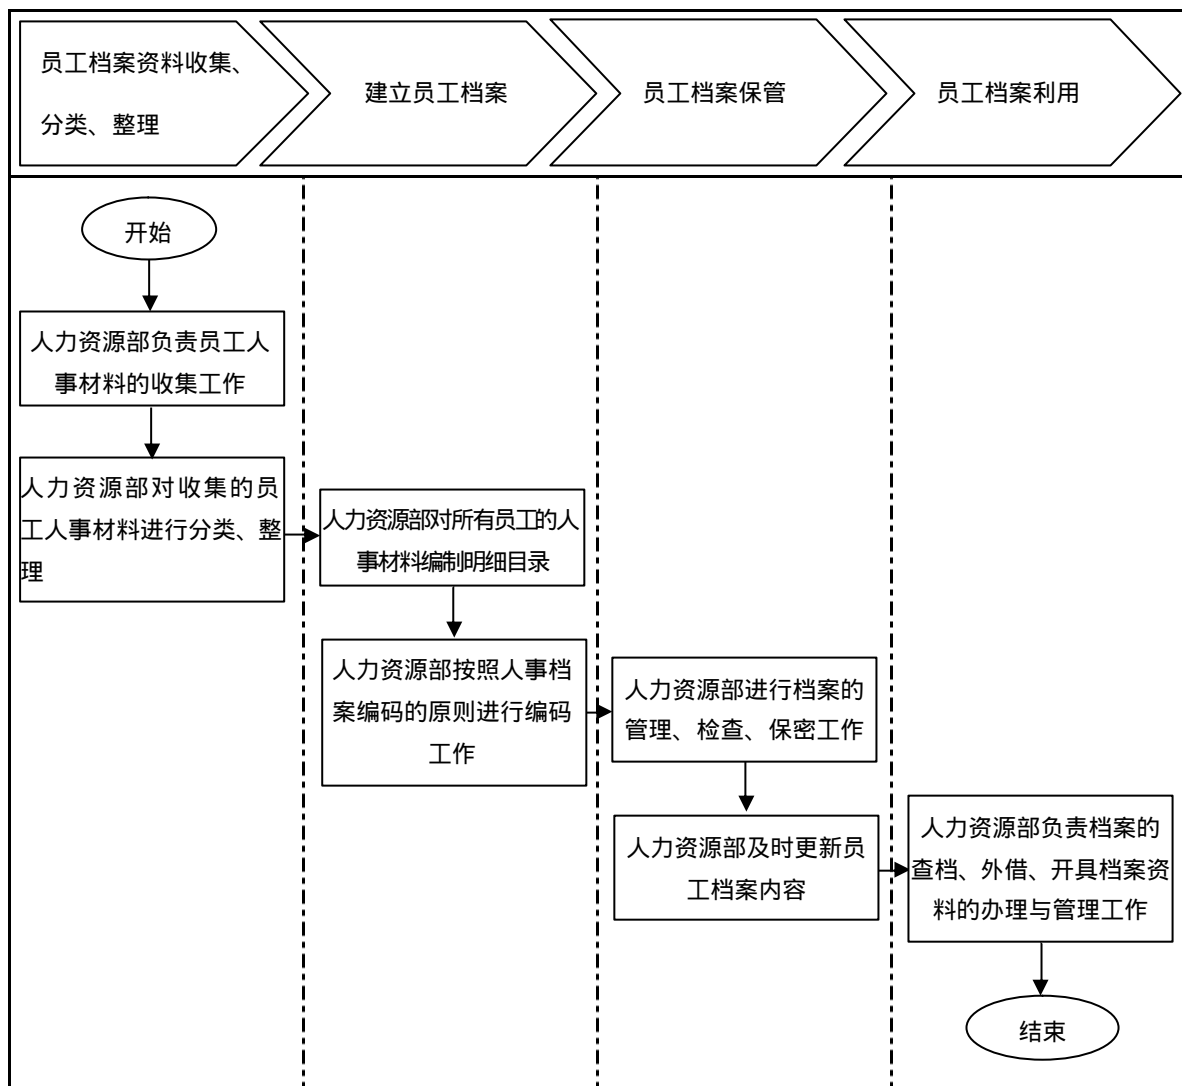 员工档案资料收集、
分类、整理
建立员工档案
员工档案保管
员工档案利用
开始
人力资源部负责员工人
事材料的收集工作
人力资源部对收集的员
工人事材料进行分类、整
理
人力资源部对所有员工的人
事材料编制明细目录
人力资源部按照人事档
案编码的原则进行编码
工作
人力资源部进行档案的
管理、检查、保密工作
人力资源部及时更新员
工档案内容
人力资源部负责档案的
查档、外借、开具档案资
料的办理与管理工作
结束